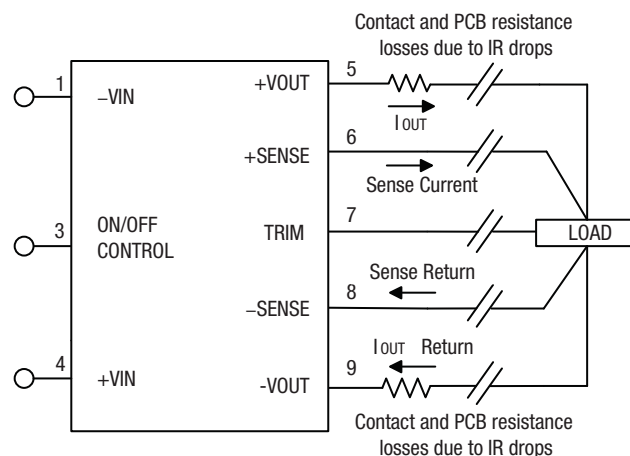 Contact and PCB resistance
losses due to IR drops
1
–VIN
+VOUT
5
IOUT
+SENSE
6
Sense Current
3
ON/OFF
CONTROL
TRIM
7
LOAD
Sense Return
–SENSE
8
4
+VIN
IOUT Return
-VOUT
9
Contact and PCB resistance
losses due to IR drops